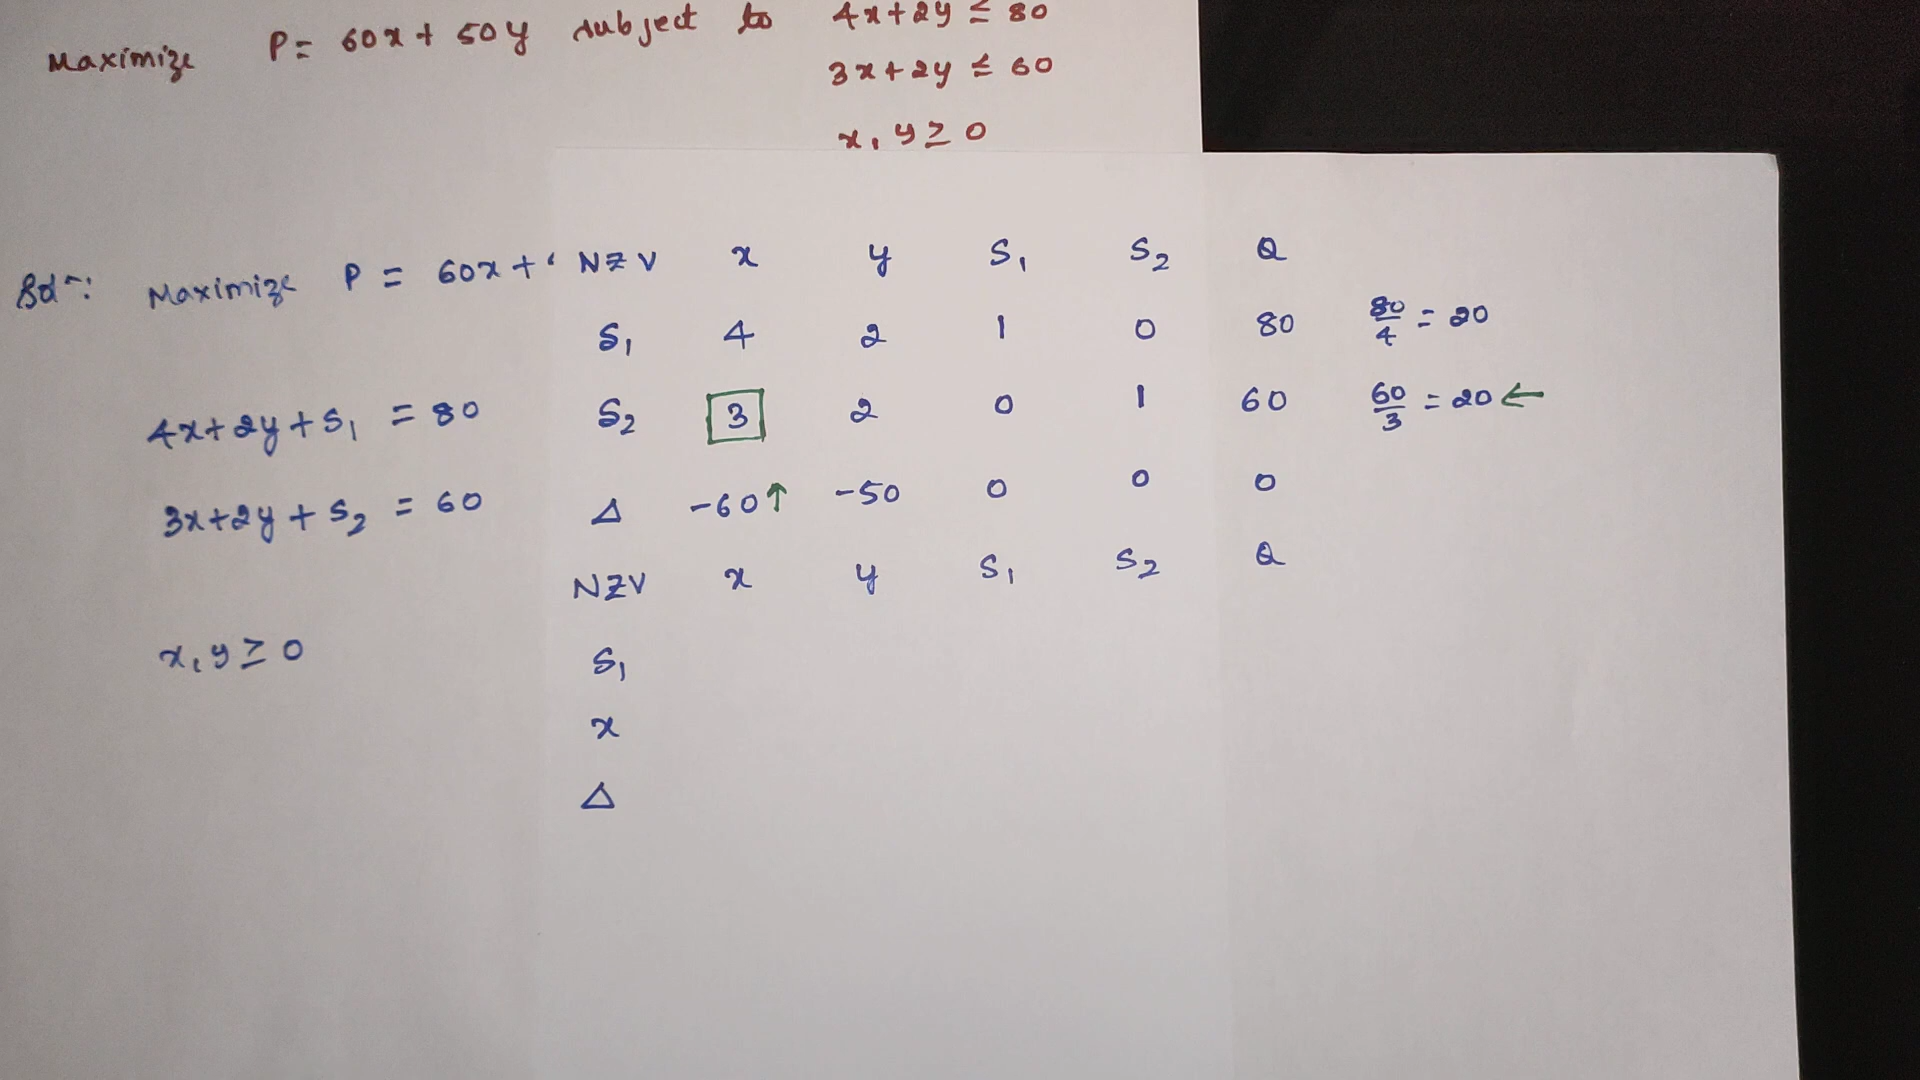 Maximize P = 60x + 50y subject to 4x+2y ≤ 80
3x+2y ≤ 60
x, y ≥ 0
Solⁿ: Maximize P = 60x +
4x+2y+S₁ = 80
3x+2y+S₂ = 60
x, y ≥ 0
NZV x y S₁ S₂ Q
S₁ 4 2 1 0 80 80/4 = 20
S₂ 3 2 0 1 60 60/3 = 20 ←
Δ -60↑ -50 0 0 0
NZV x y S₁ S₂ Q
S₁
x
Δ